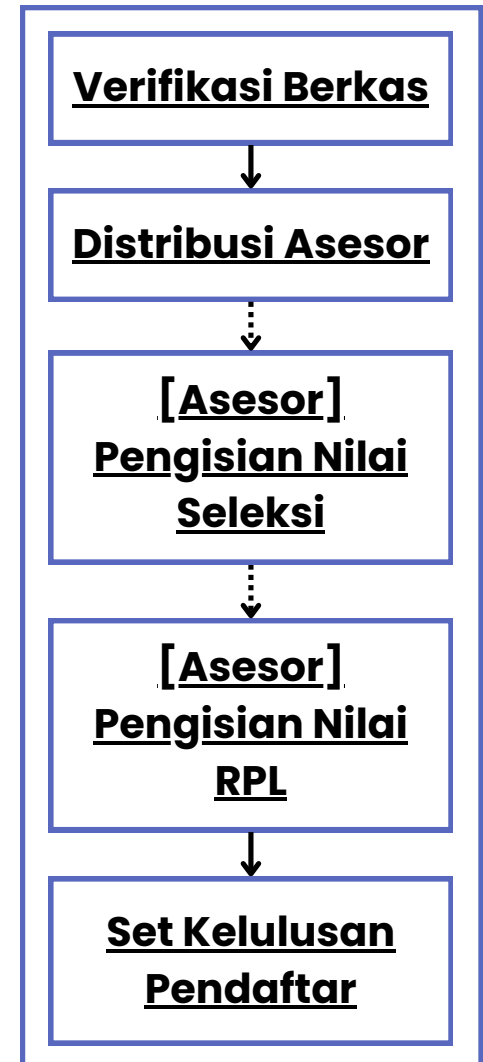 Verifikasi Berkas
Distribusi Asesor
[Asesor]
Pengisian Nilai
Seleksi
[Asesor]
Pengisian Nilai
RPL
Set Kelulusan
Pendaftar